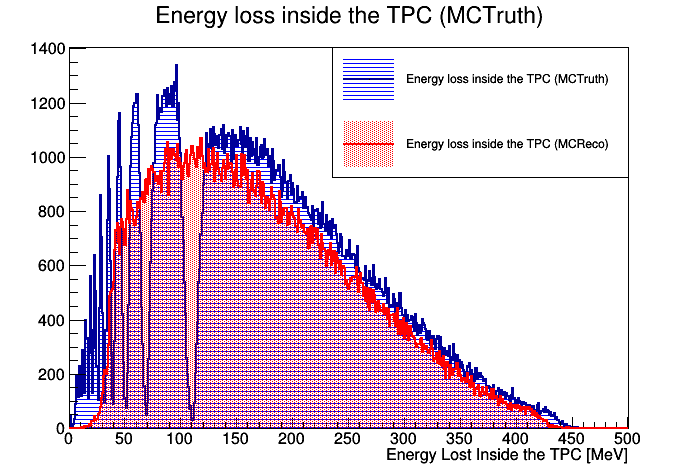 Energy loss inside the TPC (MCTruth)
1400
1200
1000
800
600
400
200
0
Energy loss inside the TPC (MCTruth)
Energy loss inside the TPC (MCReco)
0 50 100 150 200 250 300 350 400 450 500
Energy Lost Inside the TPC [MeV]